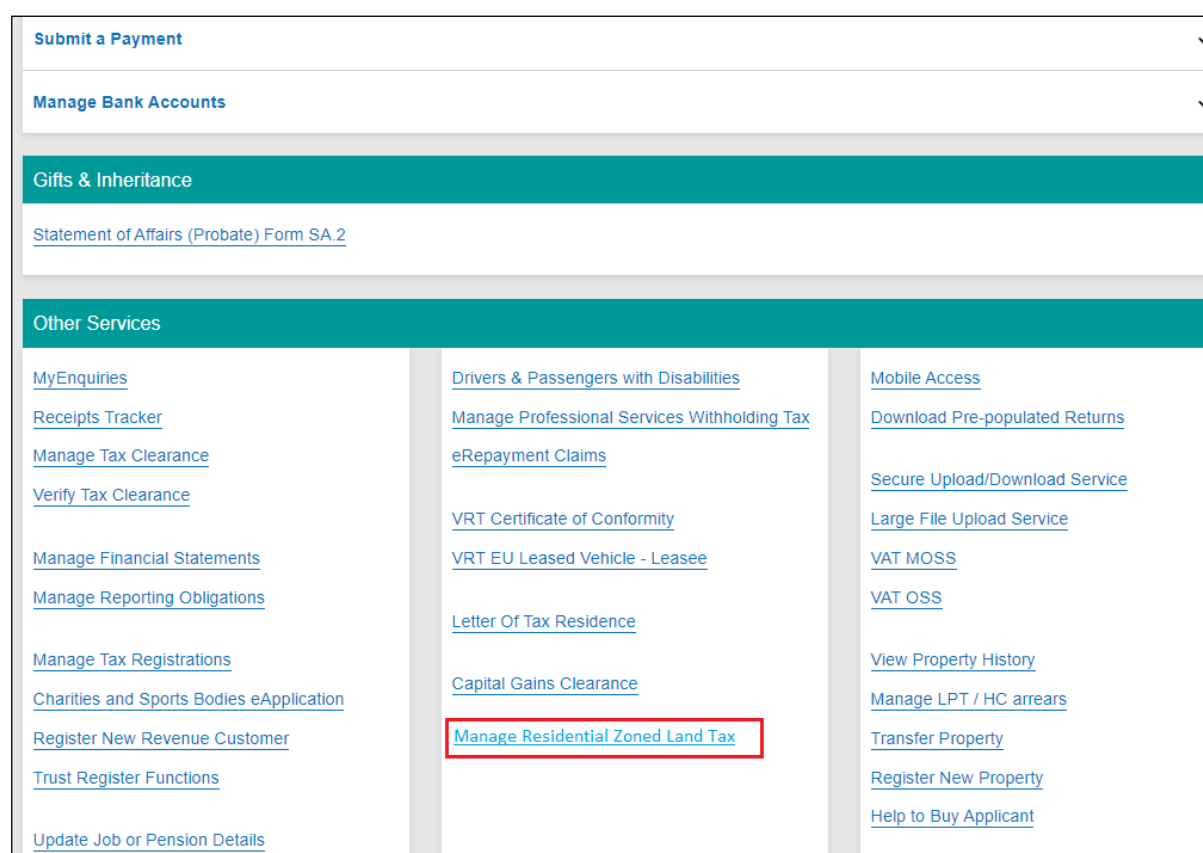 Submit a Payment
Manage Bank Accounts
Gifts & Inheritance
Statement of Affairs (Probate) Form SA.2
Other Services
MyEnquiries
Receipts Tracker
Manage Tax Clearance
Verify Tax Clearance
Manage Financial Statements
Manage Reporting Obligations
Manage Tax Registrations
Charities and Sports Bodies eApplication
Register New Revenue Customer
Trust Register Functions
Update Job or Pension Details
Drivers & Passengers with Disabilities
Manage Professional Services Withholding Tax
eRepayment Claims
VRT Certificate of Conformity
VRT EU Leased Vehicle - Leasee
Letter Of Tax Residence
Capital Gains Clearance
Manage Residential Zoned Land Tax
Mobile Access
Download Pre-populated Returns
Secure Upload/Download Service
Large File Upload Service
VAT MOSS
VAT OSS
View Property History
Manage LPT / HC arrears
Transfer Property
Register New Property
Help to Buy Applicant